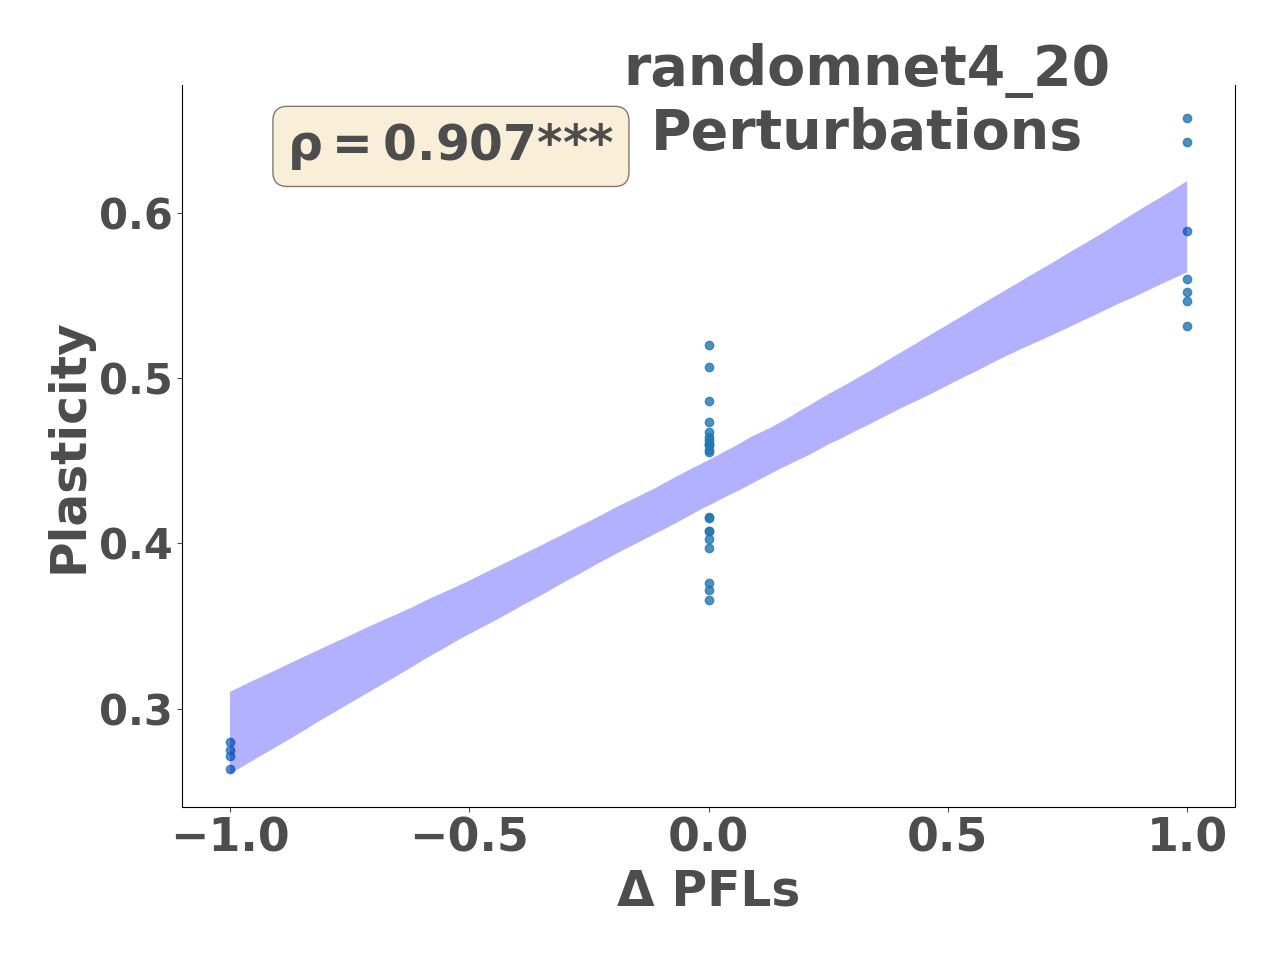 randomnet4_20
Perturbations
ρ = 0.907***
Plasticity
0.6
0.5
0.4
0.3
−1.0 −0.5 0.0 0.5 1.0
Δ PFLs